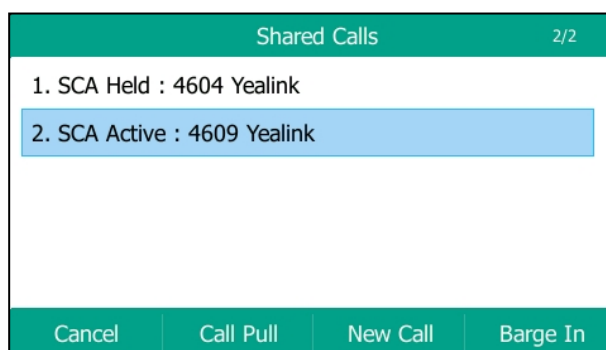 Shared Calls 2/2
1. SCA Held : 4604 Yealink
2. SCA Active : 4609 Yealink
Cancel Call Pull New Call Barge In